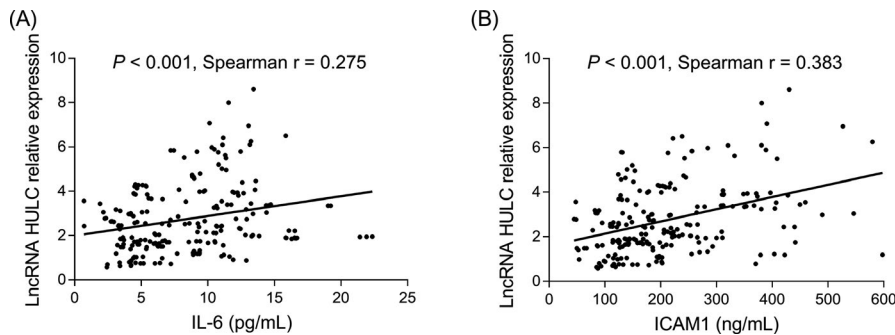 (A)
P < 0.001, Spearman r = 0.275
LncRNA HULC relative expression
10
8
6
4
2
0
0 5 10 15 20 25
IL-6 (pg/mL)
(B)
P < 0.001, Spearman r = 0.383
LncRNA HULC relative expression
10
8
6
4
2
0
0 100 200 300 400 500 600
ICAM1 (ng/mL)